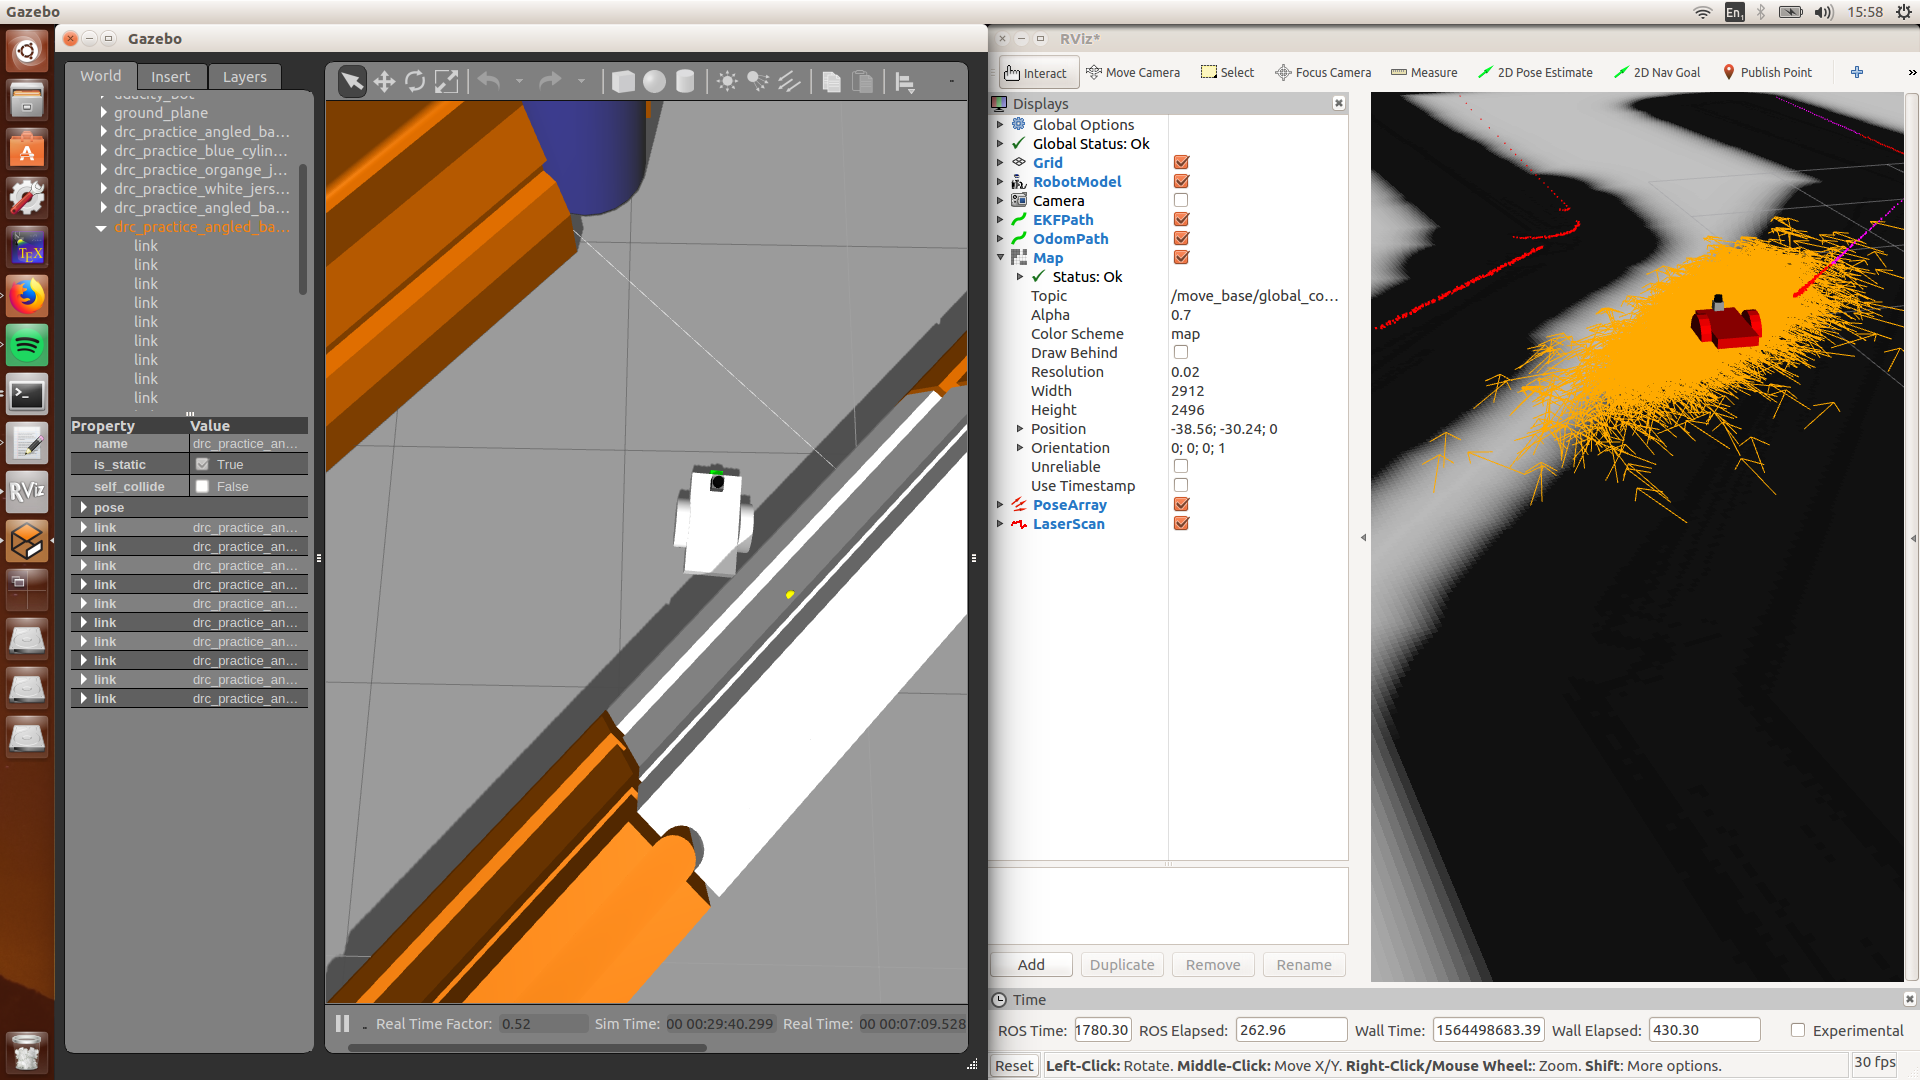 Gazebo
En1
15:58
Gazebo
RViz*
World
Insert
Layers
Interact
Move Camera
Select
Focus Camera
Measure
2D Pose Estimate
2D Nav Goal
Publish Point
»
ground_plane
drc_practice_angled_ba...
drc_practice_blue_cylin...
drc_practice_organge_j...
drc_practice_white_jers...
drc_practice_angled_ba...
drc_practice_angled_ba...
link
link
link
link
link
link
link
link
link
Property Value
name drc_practice_an...
is_static True
self_collide False
pose
link drc_practice_an...
link drc_practice_an...
link drc_practice_an...
link drc_practice_an...
link drc_practice_an...
link drc_practice_an...
link drc_practice_an...
link drc_practice_an...
link drc_practice_an...
link drc_practice_an...
TEX
RViz
Real Time Factor: 0.52 Sim Time: 00 00:29:40.299 Real Time: 00 00:07:09.528
Displays
Global Options
Global Status: Ok
Grid
RobotModel
Camera
EKFPath
OdomPath
Map
Status: Ok
Topic /move_base/global_co...
Alpha 0.7
Color Scheme map
Draw Behind
Resolution 0.02
Width 2912
Height 2496
Position -38.56; -30.24; 0
Orientation 0; 0; 0; 1
Unreliable
Use Timestamp
PoseArray
LaserScan
Add Duplicate Remove Rename
Time
ROS Time: 1780.30 ROS Elapsed: 262.96 Wall Time: 1564498683.39 Wall Elapsed: 430.30 Experimental
Reset Left-Click: Rotate. Middle-Click: Move X/Y. Right-Click/Mouse Wheel:: Zoom. Shift: More options. 30 fps